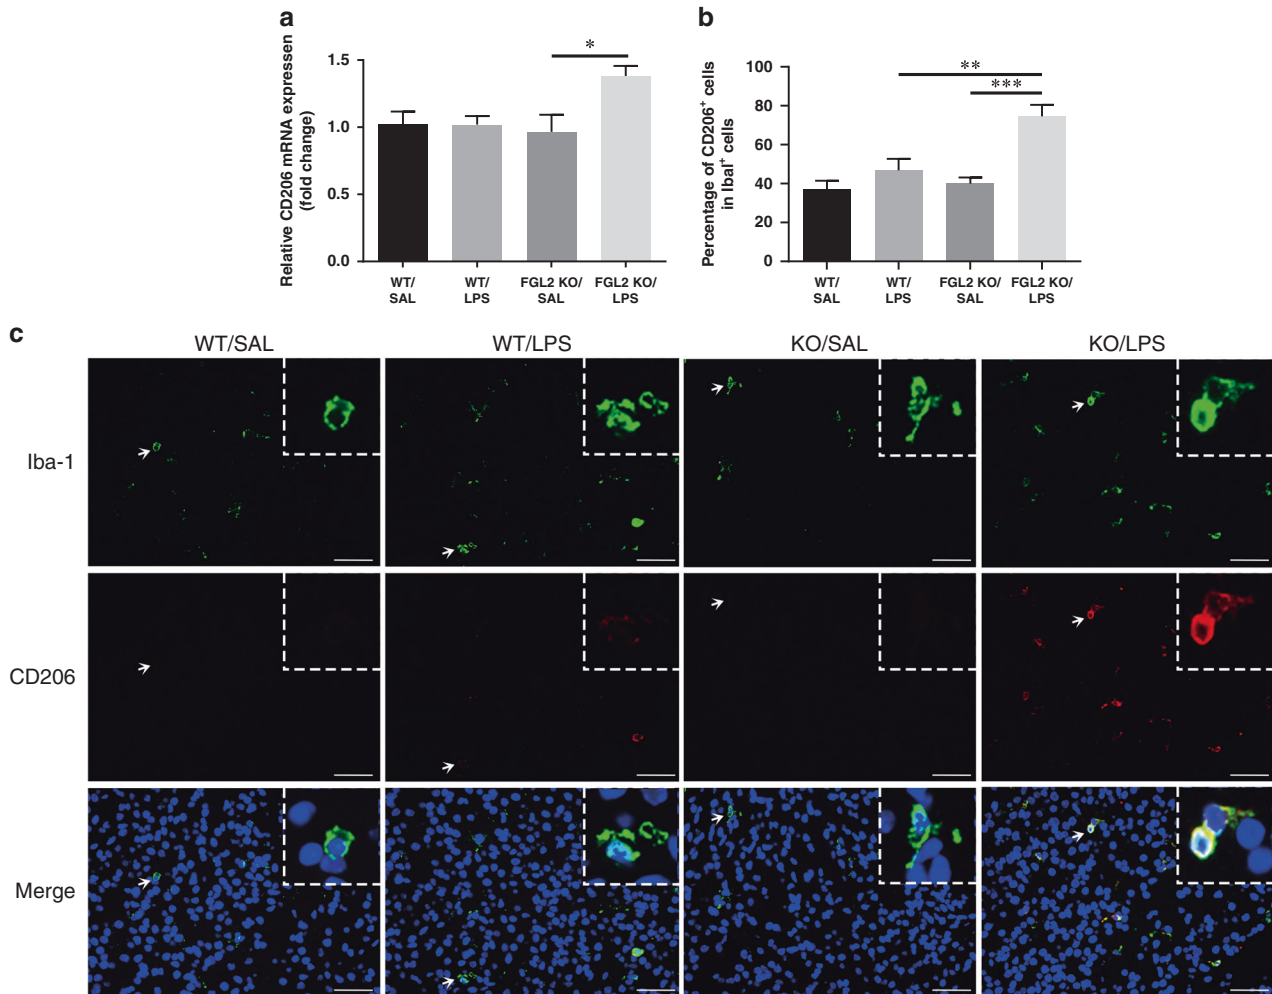 a
Relative CD206 mRNA expressen
(fold change)
1.5
1.0
0.5
0.0
*
WT/
SAL
WT/
LPS
FGL2 KO/
SAL
FGL2 KO/
LPS
b
Percentage of CD206⁺ cells
in Ibal⁺ cells
100
80
60
40
20
0
**
***
WT/
SAL
WT/
LPS
FGL2 KO/
SAL
FGL2 KO/
LPS
c
WT/SAL WT/LPS KO/SAL KO/LPS
Iba-1
CD206
Merge